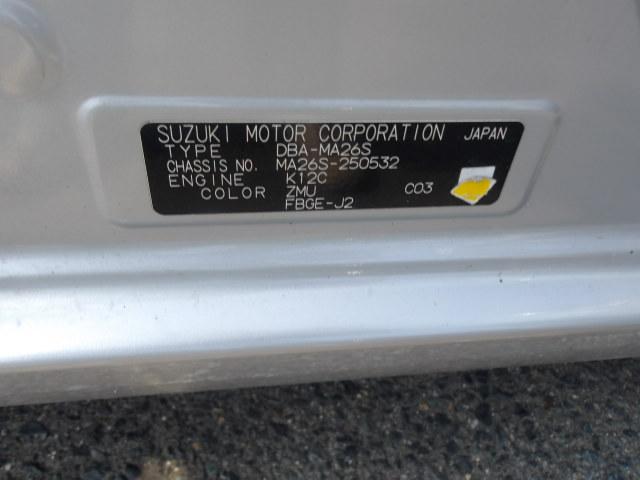 SUZUKI MOTOR CORPORATION JAPAN
TYPE DBA-MA26S
CHASSIS NO. MA26S-250532
ENGINE K12C
COLOR ZMU C03
FBGE-J2